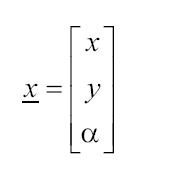 x = [ x
y
α ]